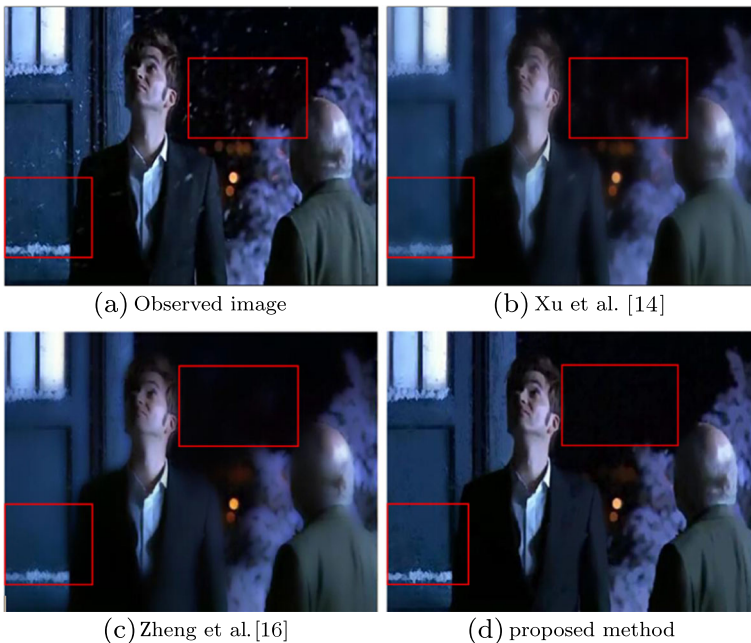 (a) Observed image
(b) Xu et al. [14]
(c) Zheng et al.[16]
(d) proposed method